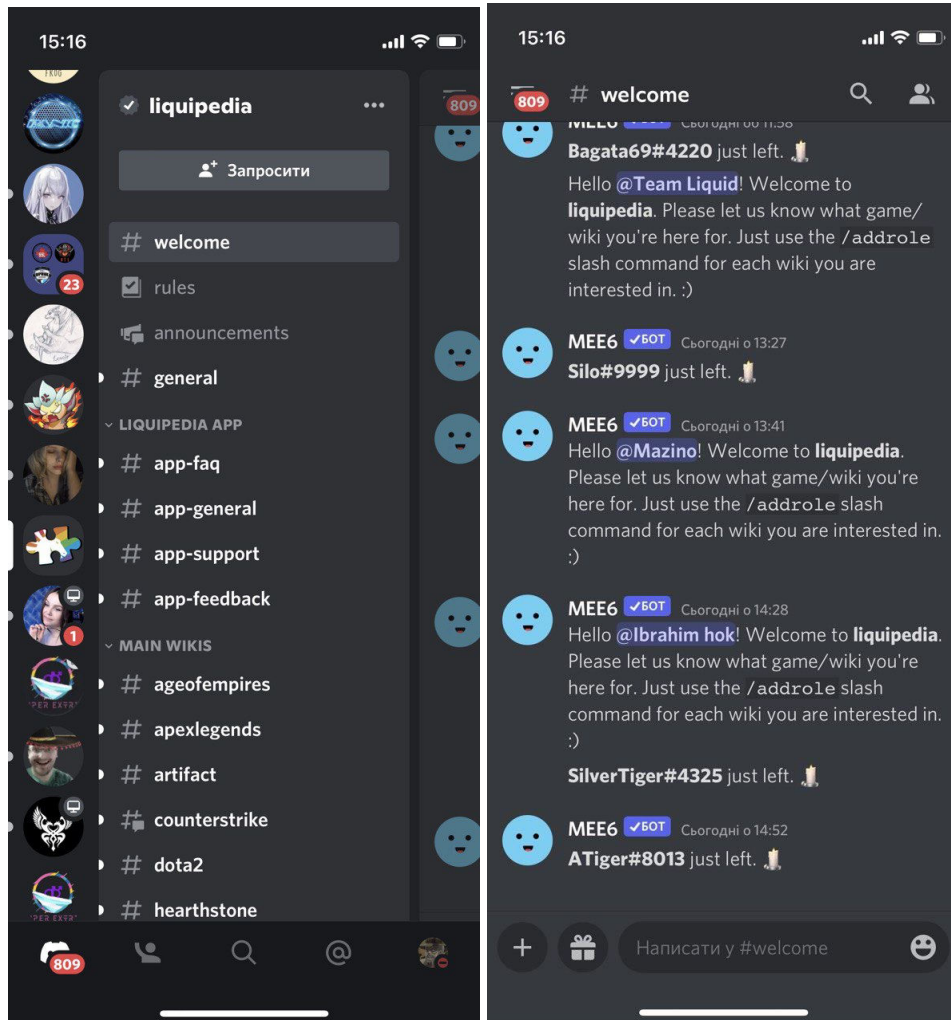 15:16
FROG
liquipedia
809
Запросити
# welcome
rules
announcements
# general
LIQUIPEDIA APP
# app-faq
# app-general
# app-support
# app-feedback
MAIN WIKIS
# ageofempires
# apexlegends
# artifact
counterstrike
# dota2
# hearthstone
23
1
809
@
15:16
809
# welcome
MEE6 БОТ Сьогодні об 11:58
Bagata69#4220 just left.
Hello @Team Liquid! Welcome to
liquipedia. Please let us know what game/
wiki you're here for. Just use the /addrole
slash command for each wiki you are
interested in. :)
MEE6 ✓БОТ Сьогодні о 13:27
Silo#9999 just left.
MEE6 ✓БОТ Сьогодні о 13:41
Hello @Mazino! Welcome to liquipedia.
Please let us know what game/wiki you're
here for. Just use the /addrole slash
command for each wiki you are interested in.
:)
MEE6 ✓БОТ Сьогодні о 14:28
Hello @Ibrahim hok! Welcome to liquipedia.
Please let us know what game/wiki you're
here for. Just use the /addrole slash
command for each wiki you are interested in.
:)
SilverTiger#4325 just left.
MEE6 ✓БОТ Сьогодні о 14:52
ATiger#8013 just left.
Написати у #welcome